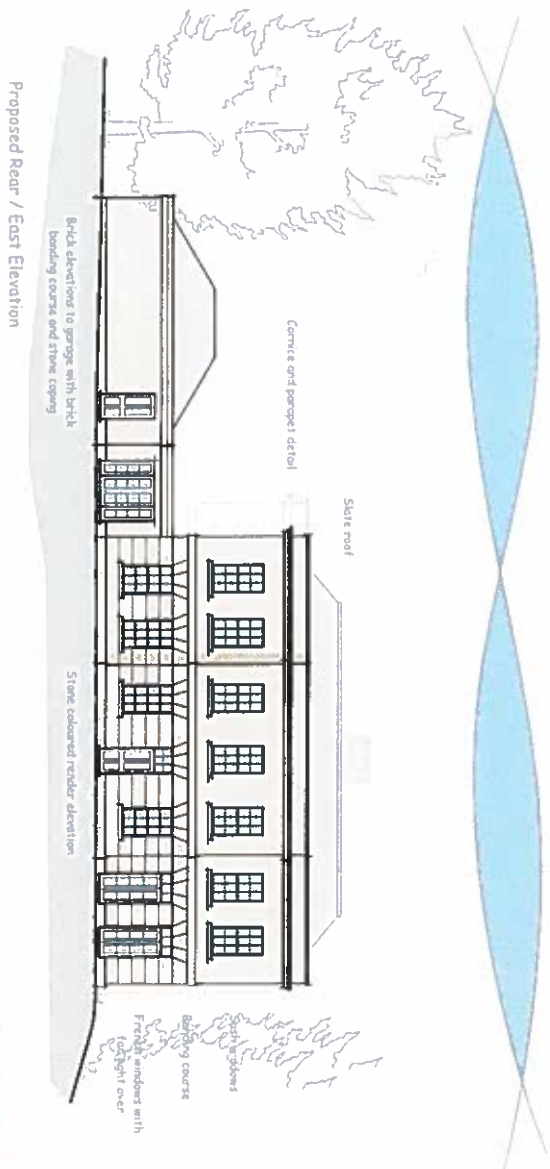 Slate roof
Cornice and parapet detail
Sash windows
Banding course
French windows with
fanlight over
Brick elevations to garage with brick
banding course and stone coping
Stone coloured render elevation
Proposed Rear / East Elevation